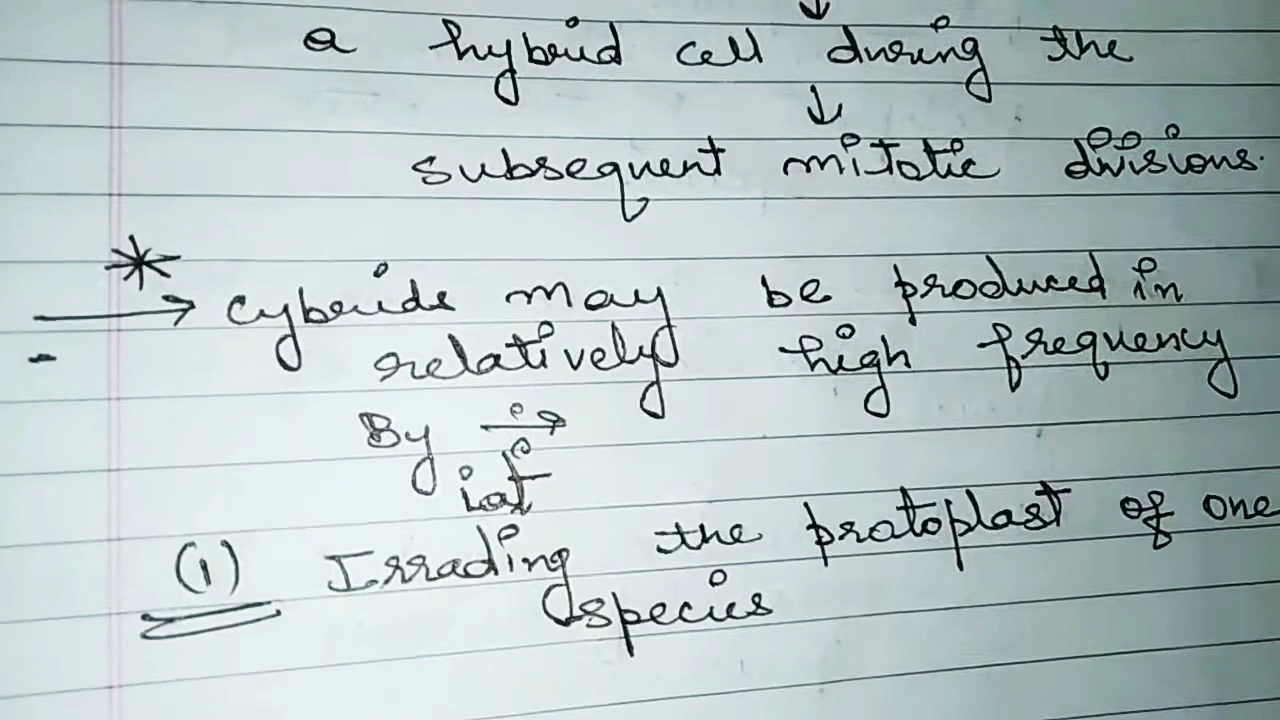 a hybrid cell during the
subsequent mitotic divisions.
Cybrids may be produced in
relatively high frequency
By
iat
(1) Irrading the protoplast of one
species